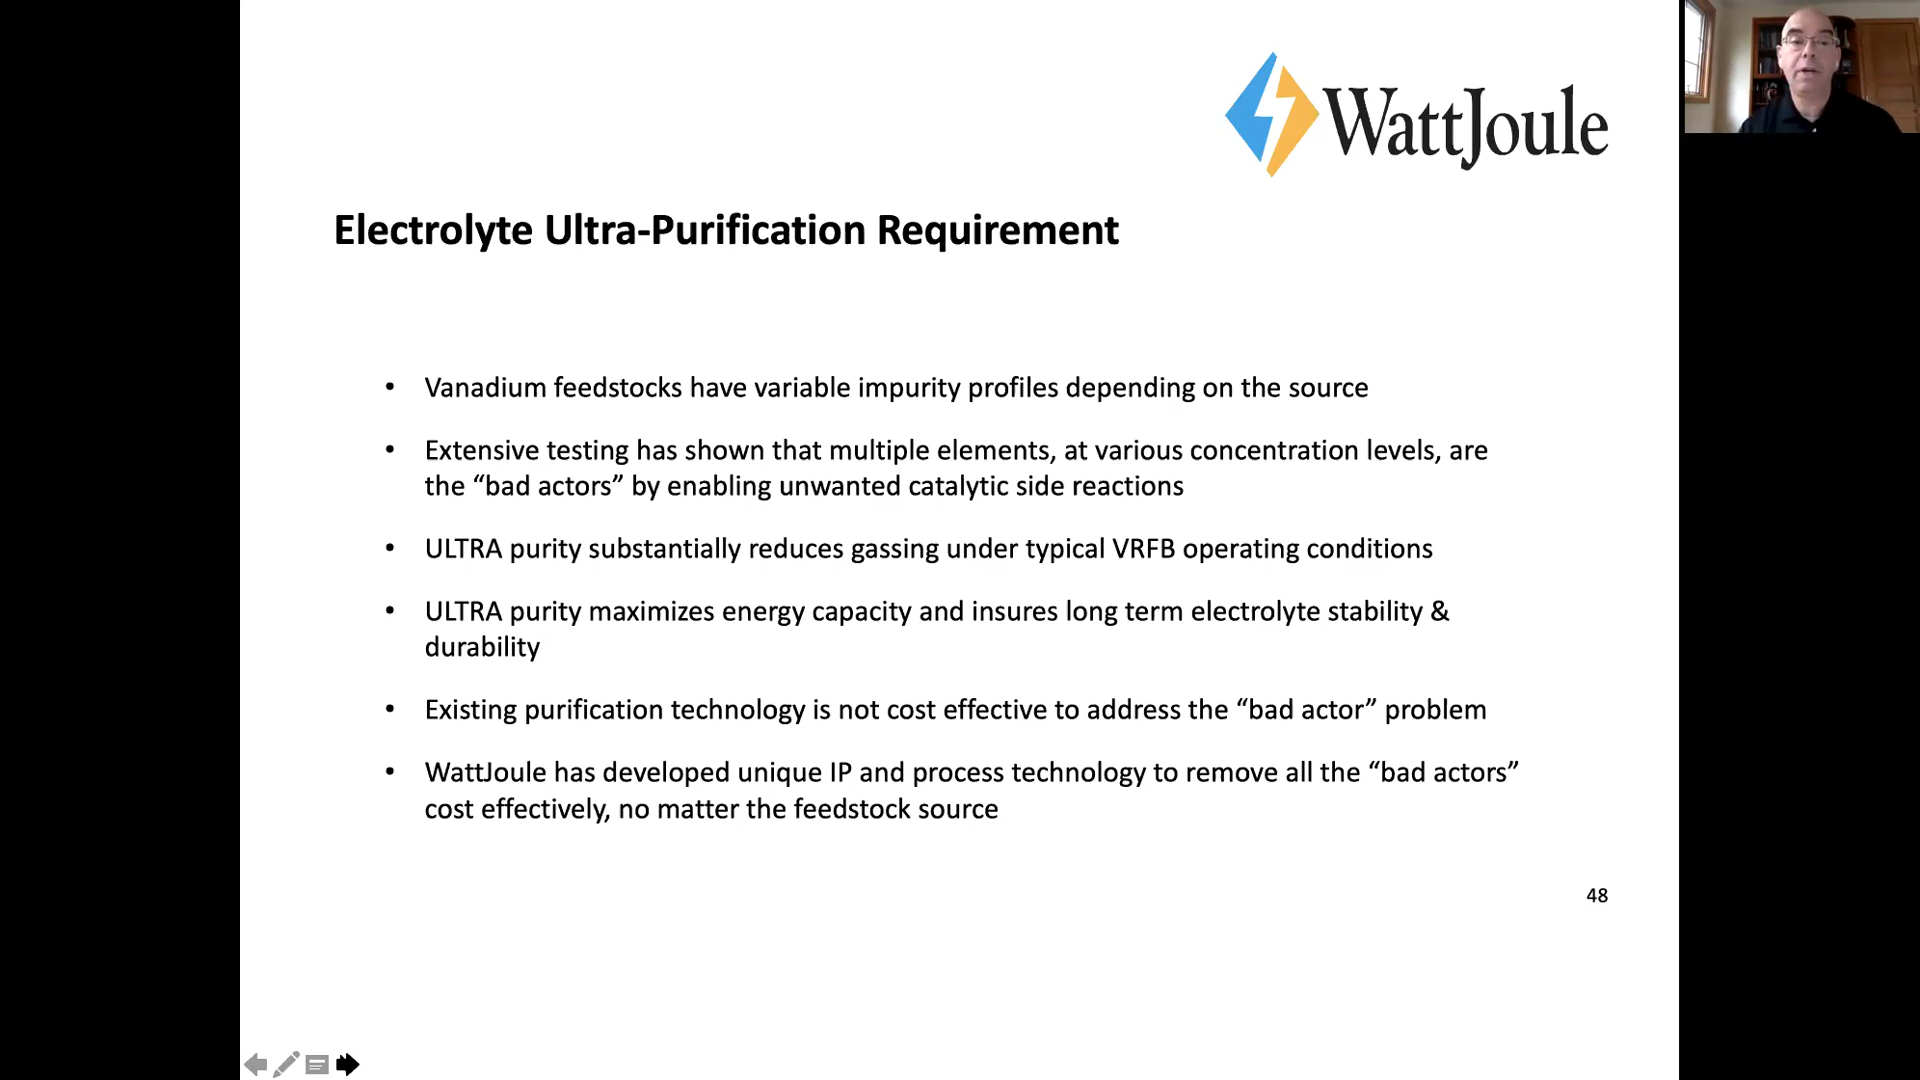 WattJoule
Electrolyte Ultra-Purification Requirement
• Vanadium feedstocks have variable impurity profiles depending on the source
• Extensive testing has shown that multiple elements, at various concentration levels, are
the “bad actors” by enabling unwanted catalytic side reactions
• ULTRA purity substantially reduces gassing under typical VRFB operating conditions
• ULTRA purity maximizes energy capacity and insures long term electrolyte stability &
durability
• Existing purification technology is not cost effective to address the “bad actor” problem
• WattJoule has developed unique IP and process technology to remove all the “bad actors”
cost effectively, no matter the feedstock source
48